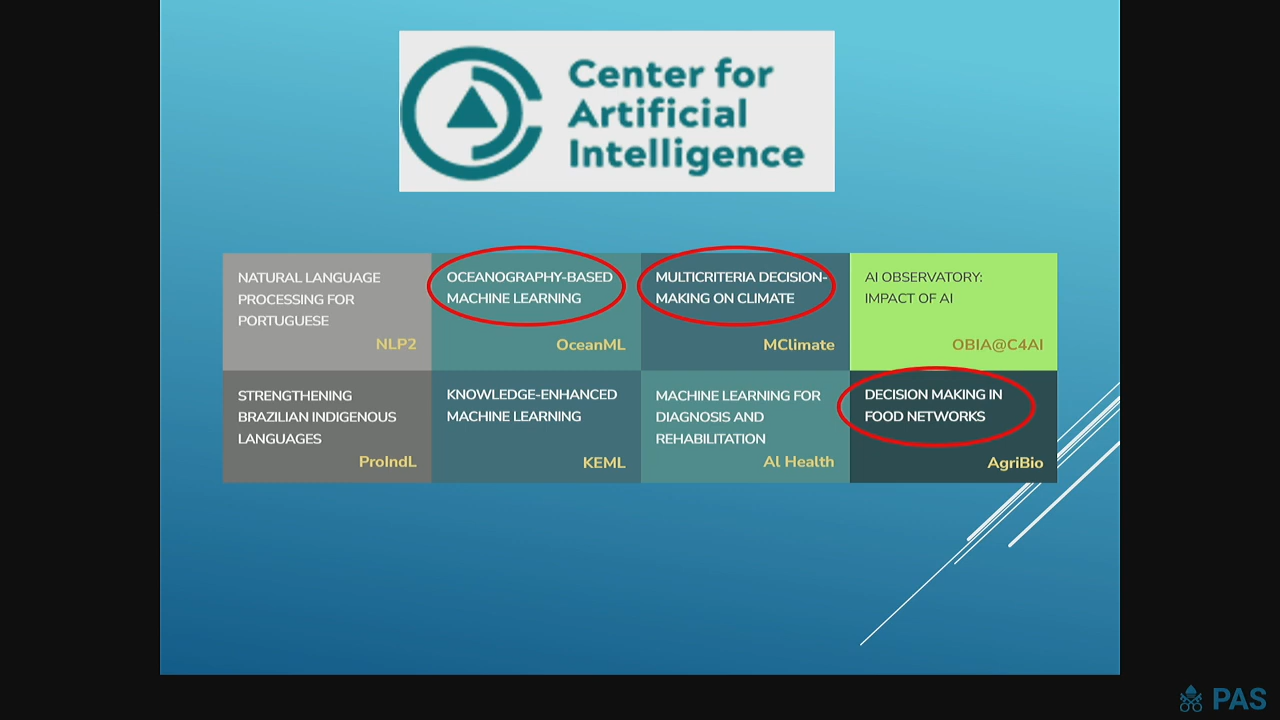 Center for
Artificial
Intelligence
NATURAL LANGUAGE
PROCESSING FOR
PORTUGUESE
NLP2
OCEANOGRAPHY-BASED
MACHINE LEARNING
OceanML
MULTICRITERIA DECISION-
MAKING ON CLIMATE
MClimate
AI OBSERVATORY:
IMPACT OF AI
OBIA@C4AI
STRENGTHENING
BRAZILIAN INDIGENOUS
LANGUAGES
ProIndL
KNOWLEDGE-ENHANCED
MACHINE LEARNING
KEML
MACHINE LEARNING FOR
DIAGNOSIS AND
REHABILITATION
AI Health
DECISION MAKING IN
FOOD NETWORKS
AgriBio
PAS